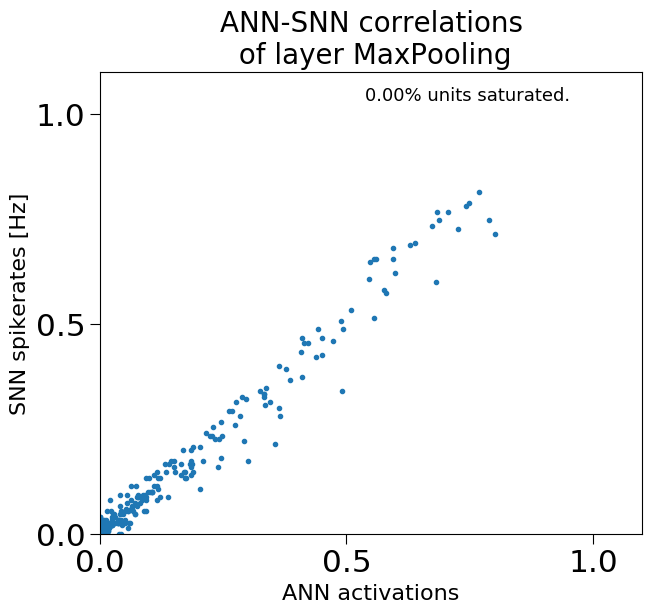 ANN-SNN correlations
of layer MaxPooling
0.00% units saturated.
1.0
0.5
0.0
SNN spikerates [Hz]
0.0 0.5 1.0
ANN activations